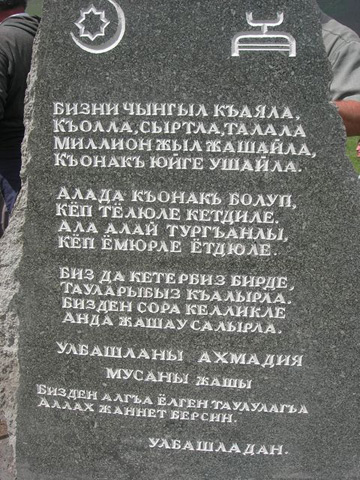 БИЗНИ ЧЫНГЫЛ КЪАЯЛА,
КЪОЛЛА, СЫРТЛА, ТАЛАЛА
МИЛЛИОН ЖЫЛ ЖАШАЙЛА,
КЪОНАКЪ ЮЙГЕ УШАЙЛА.
АЛАДА КЪОНАКЪ БОЛУП,
КЁП ТЁЛЮЛЕ КЕТДИЛЕ.
АЛА АЛАЙ ТУРГЪАНЛЫ,
КЁП ЁМЮРЛЕ ЁТДЮЛЕ.
БИЗ ДА КЕТЕРБИЗ БИРДЕ,
ТАУЛАРЫБЫЗ КЪАЛЫРЛА.
БИЗДЕН СОРА КЕЛЛИКЛЕ
АНДА ЖАШАУ САЛЫРЛА.
УЛБАШЛАНЫ АХМАДИЯ
МУСАНЫ ЖАШЫ
БИЗДЕН АЛГЪА ЁЛГЕН ТАУЛУЛАГЪА
АЛЛАХ ЖАННЕТ БЕРСИН.
УЛБАШЛАДАН.